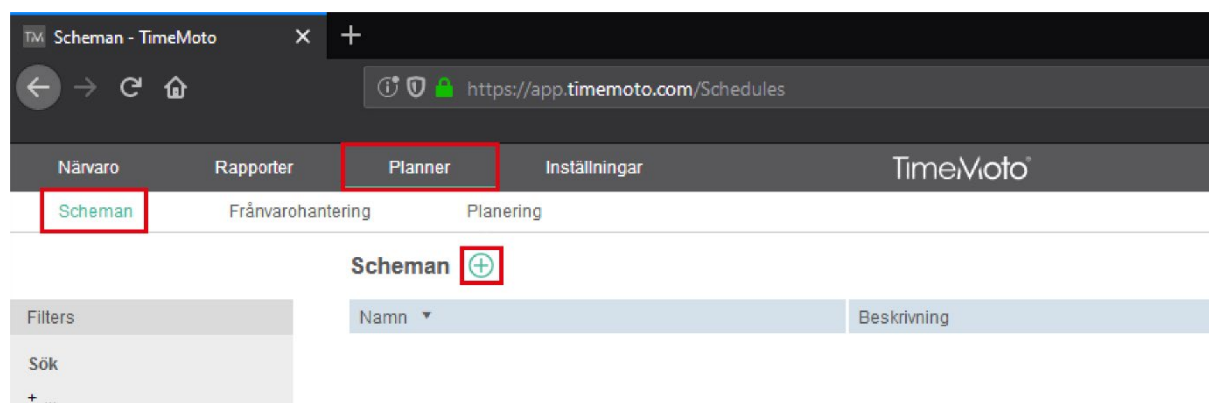 TM Scheman - TimeMoto
https://app.timemoto.com/Schedules
Närvaro Rapporter Planner Inställningar TimeMoto
Scheman Frånvarohantering Planering
Scheman
Filters Namn Beskrivning
Sök